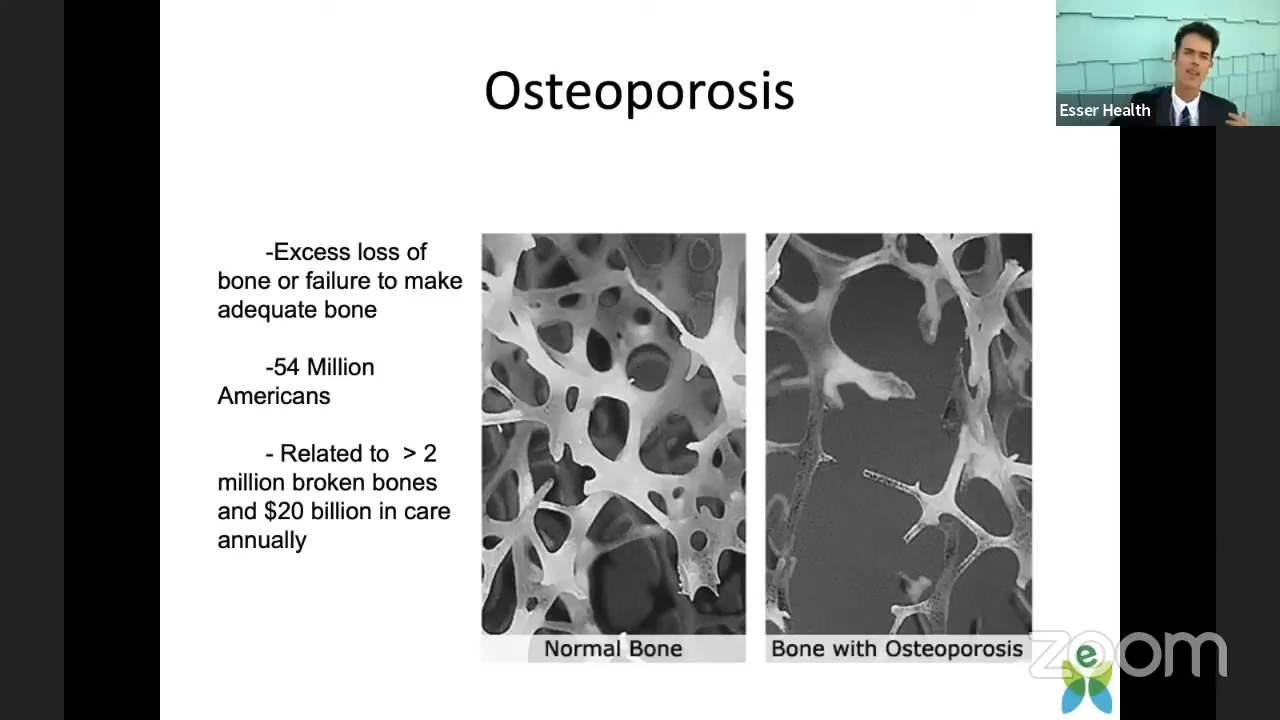 Osteoporosis
Esser Health
-Excess loss of
bone or failure to make
adequate bone
-54 Million
Americans
- Related to > 2
million broken bones
and $20 billion in care
annually
Normal Bone
Bone with Osteoporosis
zoom
e